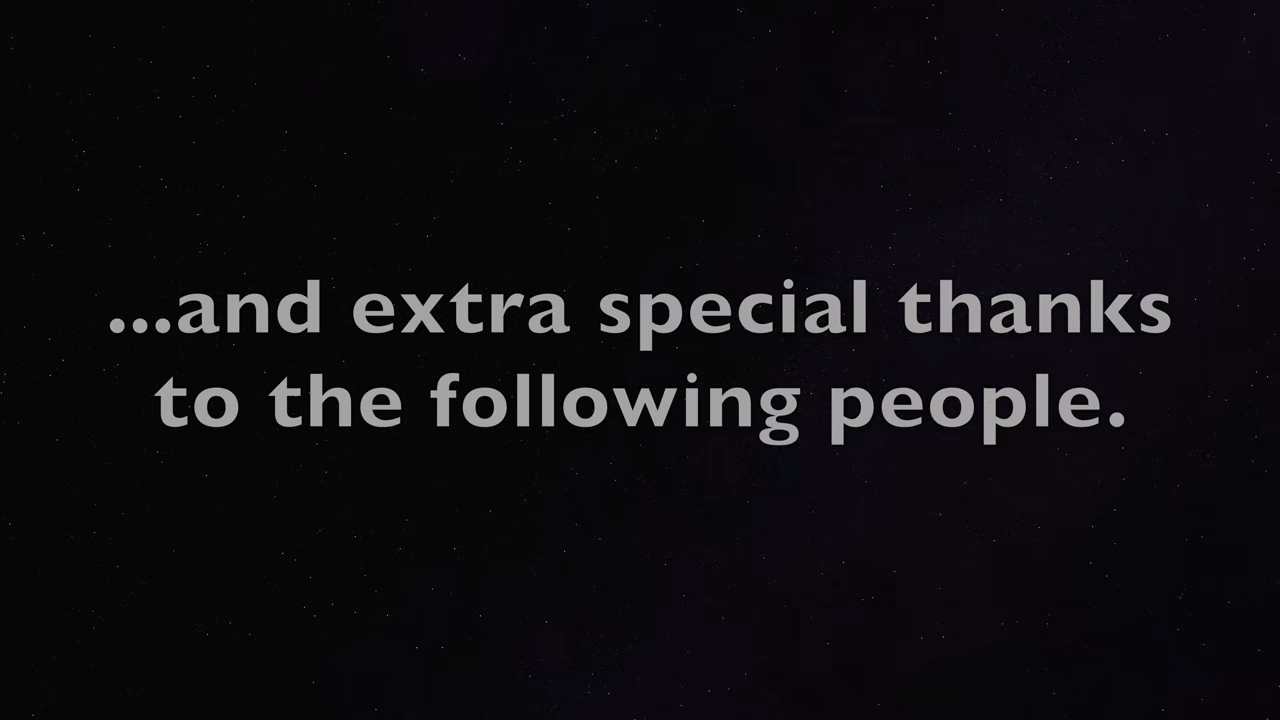 ...and extra special thanks
to the following people.